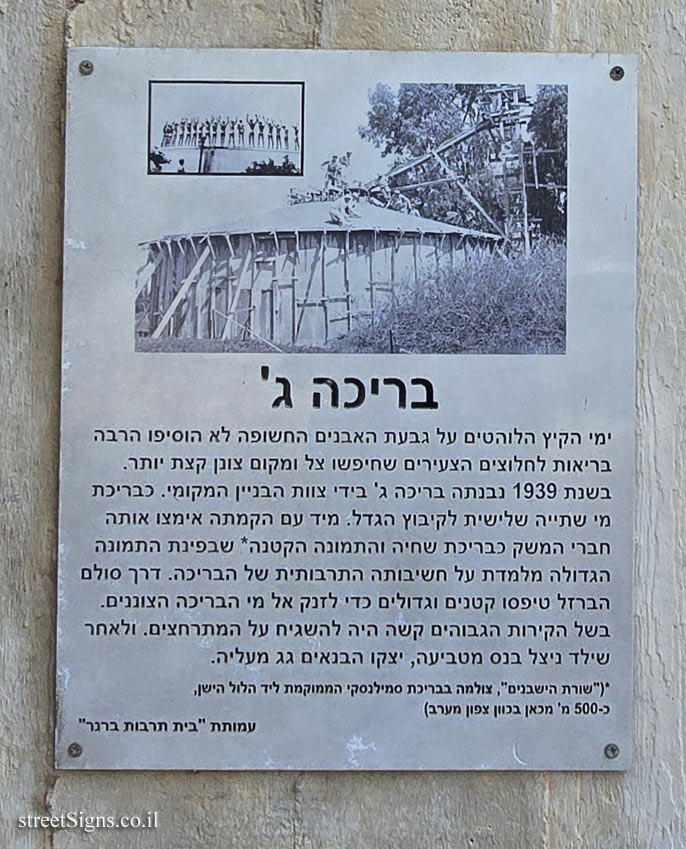 בריכה ג'
ימי הקיץ הלוהטים על גבעת האבנים החשופה לא הוסיפו הרבה
בריאות לחלוצים הצעירים שחיפשו צל ומקום צונן קצת יותר.
בשנת 1939 נבנתה בריכה ג' בידי צוות הבניין המקומי. כבריכת
מי שתייה שלישית לקיבוץ הגדל. מיד עם הקמתה אימצו אותה
חברי המשק כבריכת שחיה והתמונה הקטנה* שבפינת התמונה
הגדולה מלמדת על חשיבותה התרבותית של הבריכה. דרך סולם
הברזל טיפסו קטנים וגדולים כדי לזנק אל מי הבריכה הצוננים.
בשל הקירות הגבוהים קשה היה להשגיח על המתרחצים. ולאחר
שילד ניצל בנס מטביעה, יצקו הבנאים גג מעליה.
*("שורת הישבנים", צולמה בבריכת סמילנסקי הממוקמת ליד הלול הישן,
כ-500 מ' מכאן בכוון צפון מערב)
עמותת "בית תרבות ברנר"
streetSigns.co.il